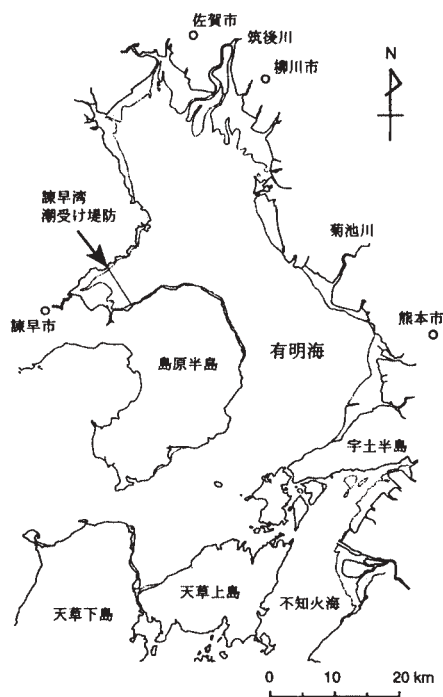 佐賀市
筑後川
柳川市
N
諫早湾
潮受け堤防
菊池川
諫早市
熊本市
島原半島
有明海
宇土半島
天草下島
天草上島
不知火海
0 10 20 km